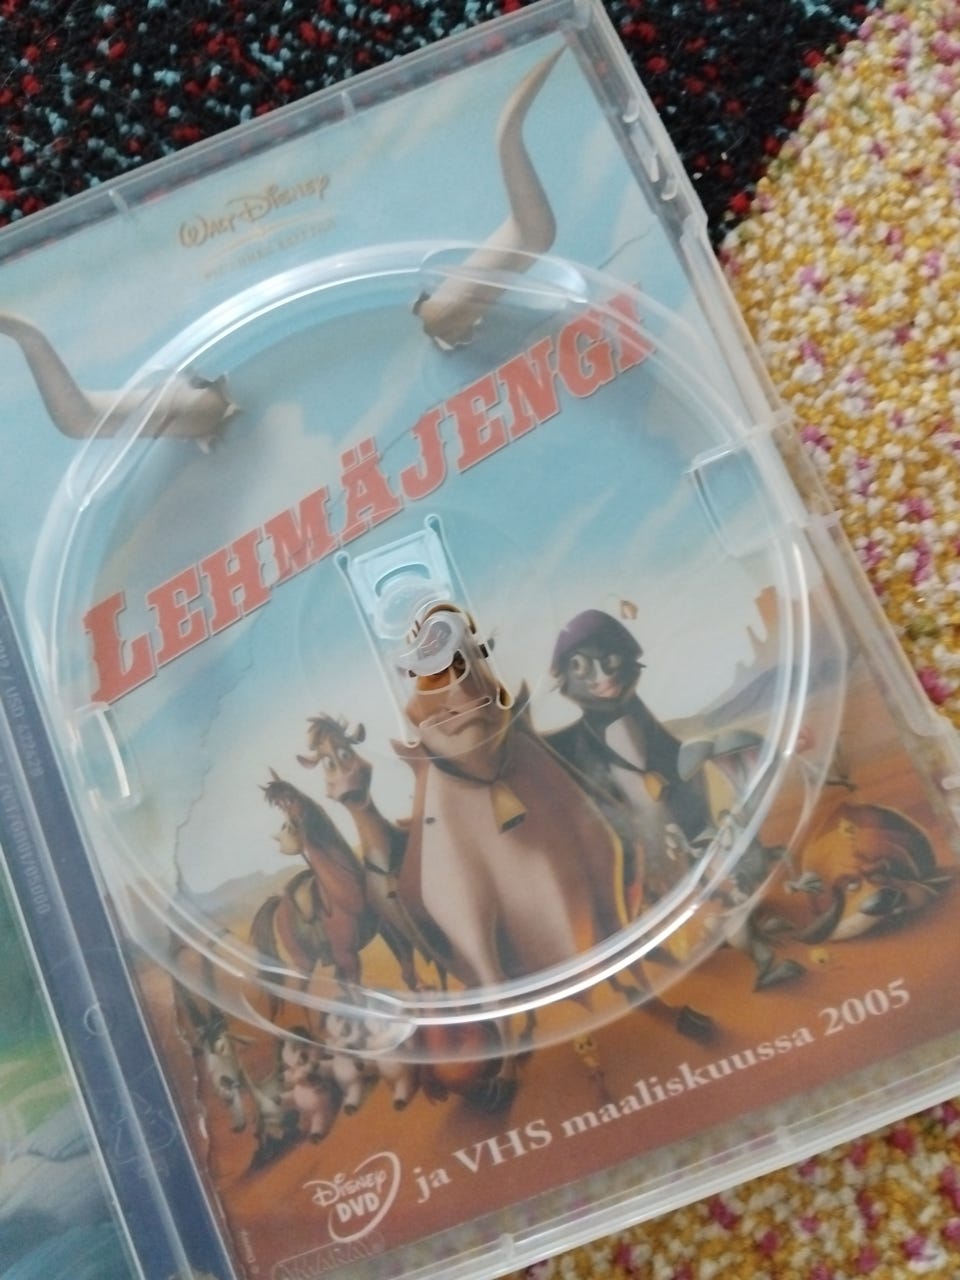 WALT DISNEY
LEHMÄJENGI
DISNEY
DVD
ja VHS maaliskuussa 2005